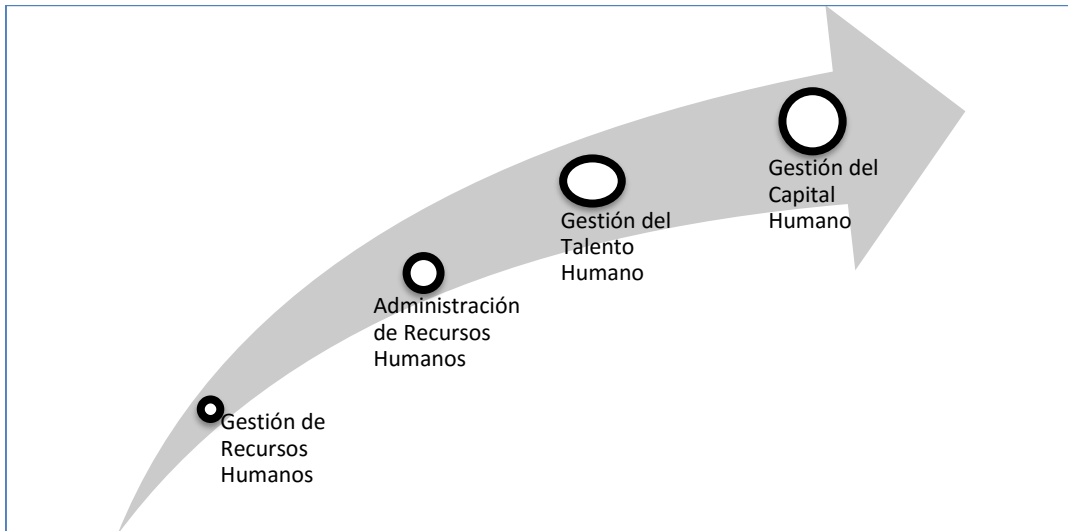 Gestión de
Recursos
Humanos
Administración
de Recursos
Humanos
Gestión del
Talento
Humano
Gestión del
Capital
Humano